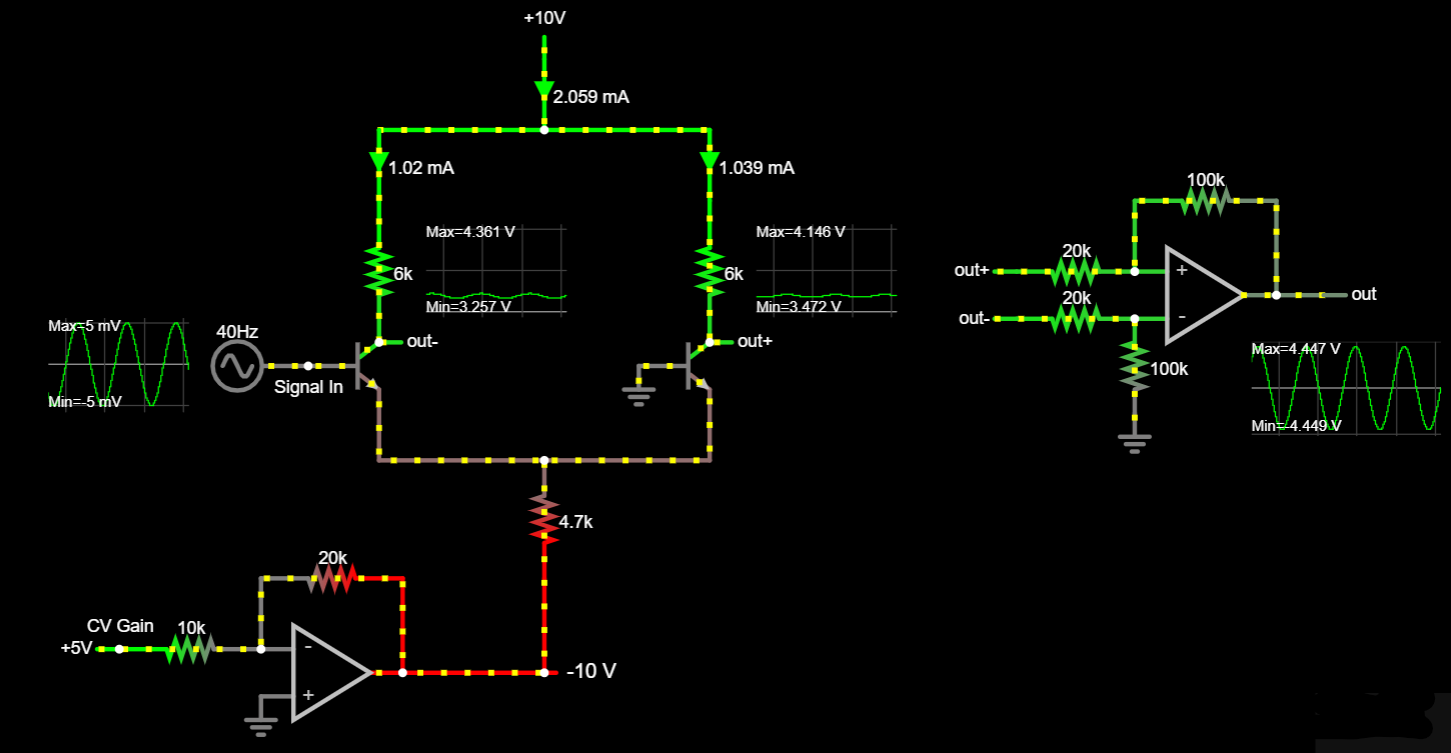 +10V
2.059 mA
1.02 mA
1.039 mA
Max=4.361 V
6k
Min=3.257 V
Max=4.146 V
6k
Min=3.472 V
out-
out+
Max=5 mV
Min=-5 mV
40Hz
Signal In
4.7k
20k
CV Gain
+5V
10k
-
+
-10 V
100k
out+
20k
out-
20k
+
-
out
100k
Max=4.447 V
Min=-4.449 V